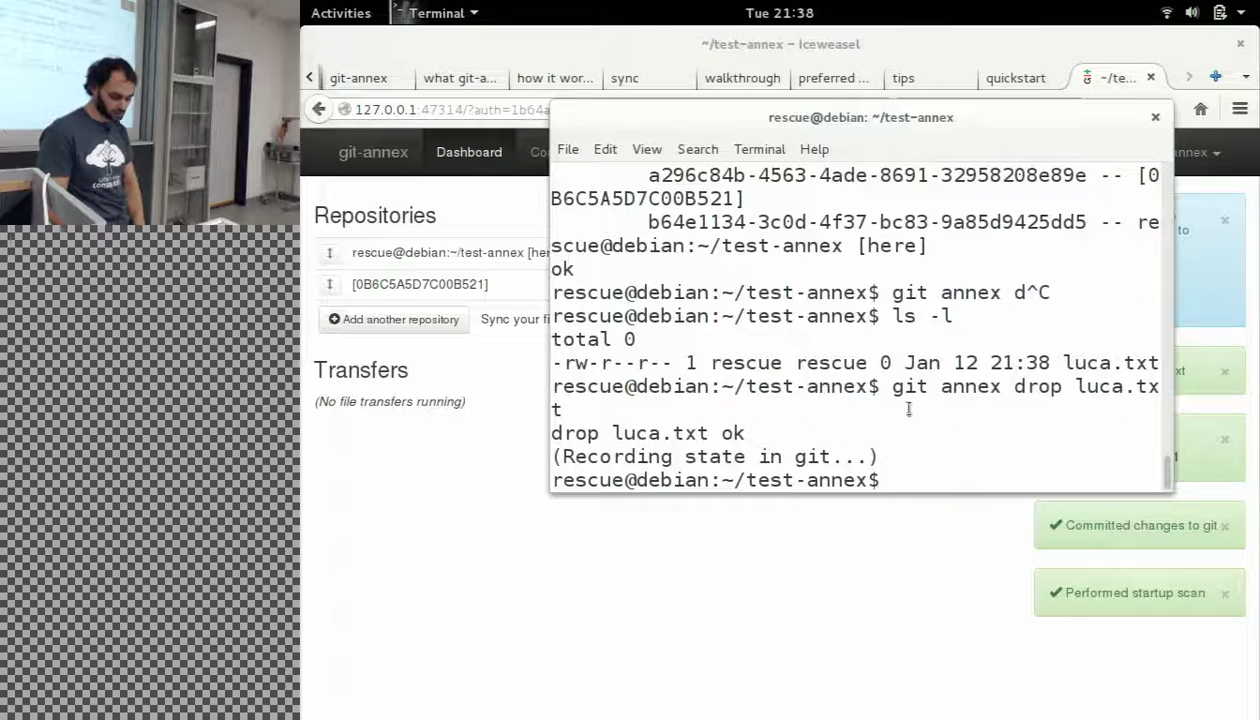 Activities
Terminal
Tue 21:38
~/test-annex – Iceweasel
git-annex
what git-a...
how it wor...
sync
walkthrough
preferred ...
tips
quickstart
~/te...
127.0.0.1:47314/?auth=1b64a
rescue@debian: ~/test-annex
git-annex
Dashboard
Co
nnex
File Edit View Search Terminal Help
a296c84b-4563-4ade-8691-32958208e89e -- [0
B6C5A5D7C00B521]
b64e1134-3c0d-4f37-bc83-9a85d9425dd5 -- re
scue@debian:~/test-annex [here]
ok
rescue@debian:~/test-annex$ git annex d^C
rescue@debian:~/test-annex$ ls -l
total 0
-rw-r--r-- 1 rescue rescue 0 Jan 12 21:38 luca.txt
rescue@debian:~/test-annex$ git annex drop luca.tx
t
drop luca.txt ok
(Recording state in git...)
rescue@debian:~/test-annex$
Repositories
rescue@debian:~/test-annex [her
[0B6C5A5D7C00B521]
Add another repository
Sync your fi
Transfers
(No file transfers running)
to
xt
1
Committed changes to git
Performed startup scan